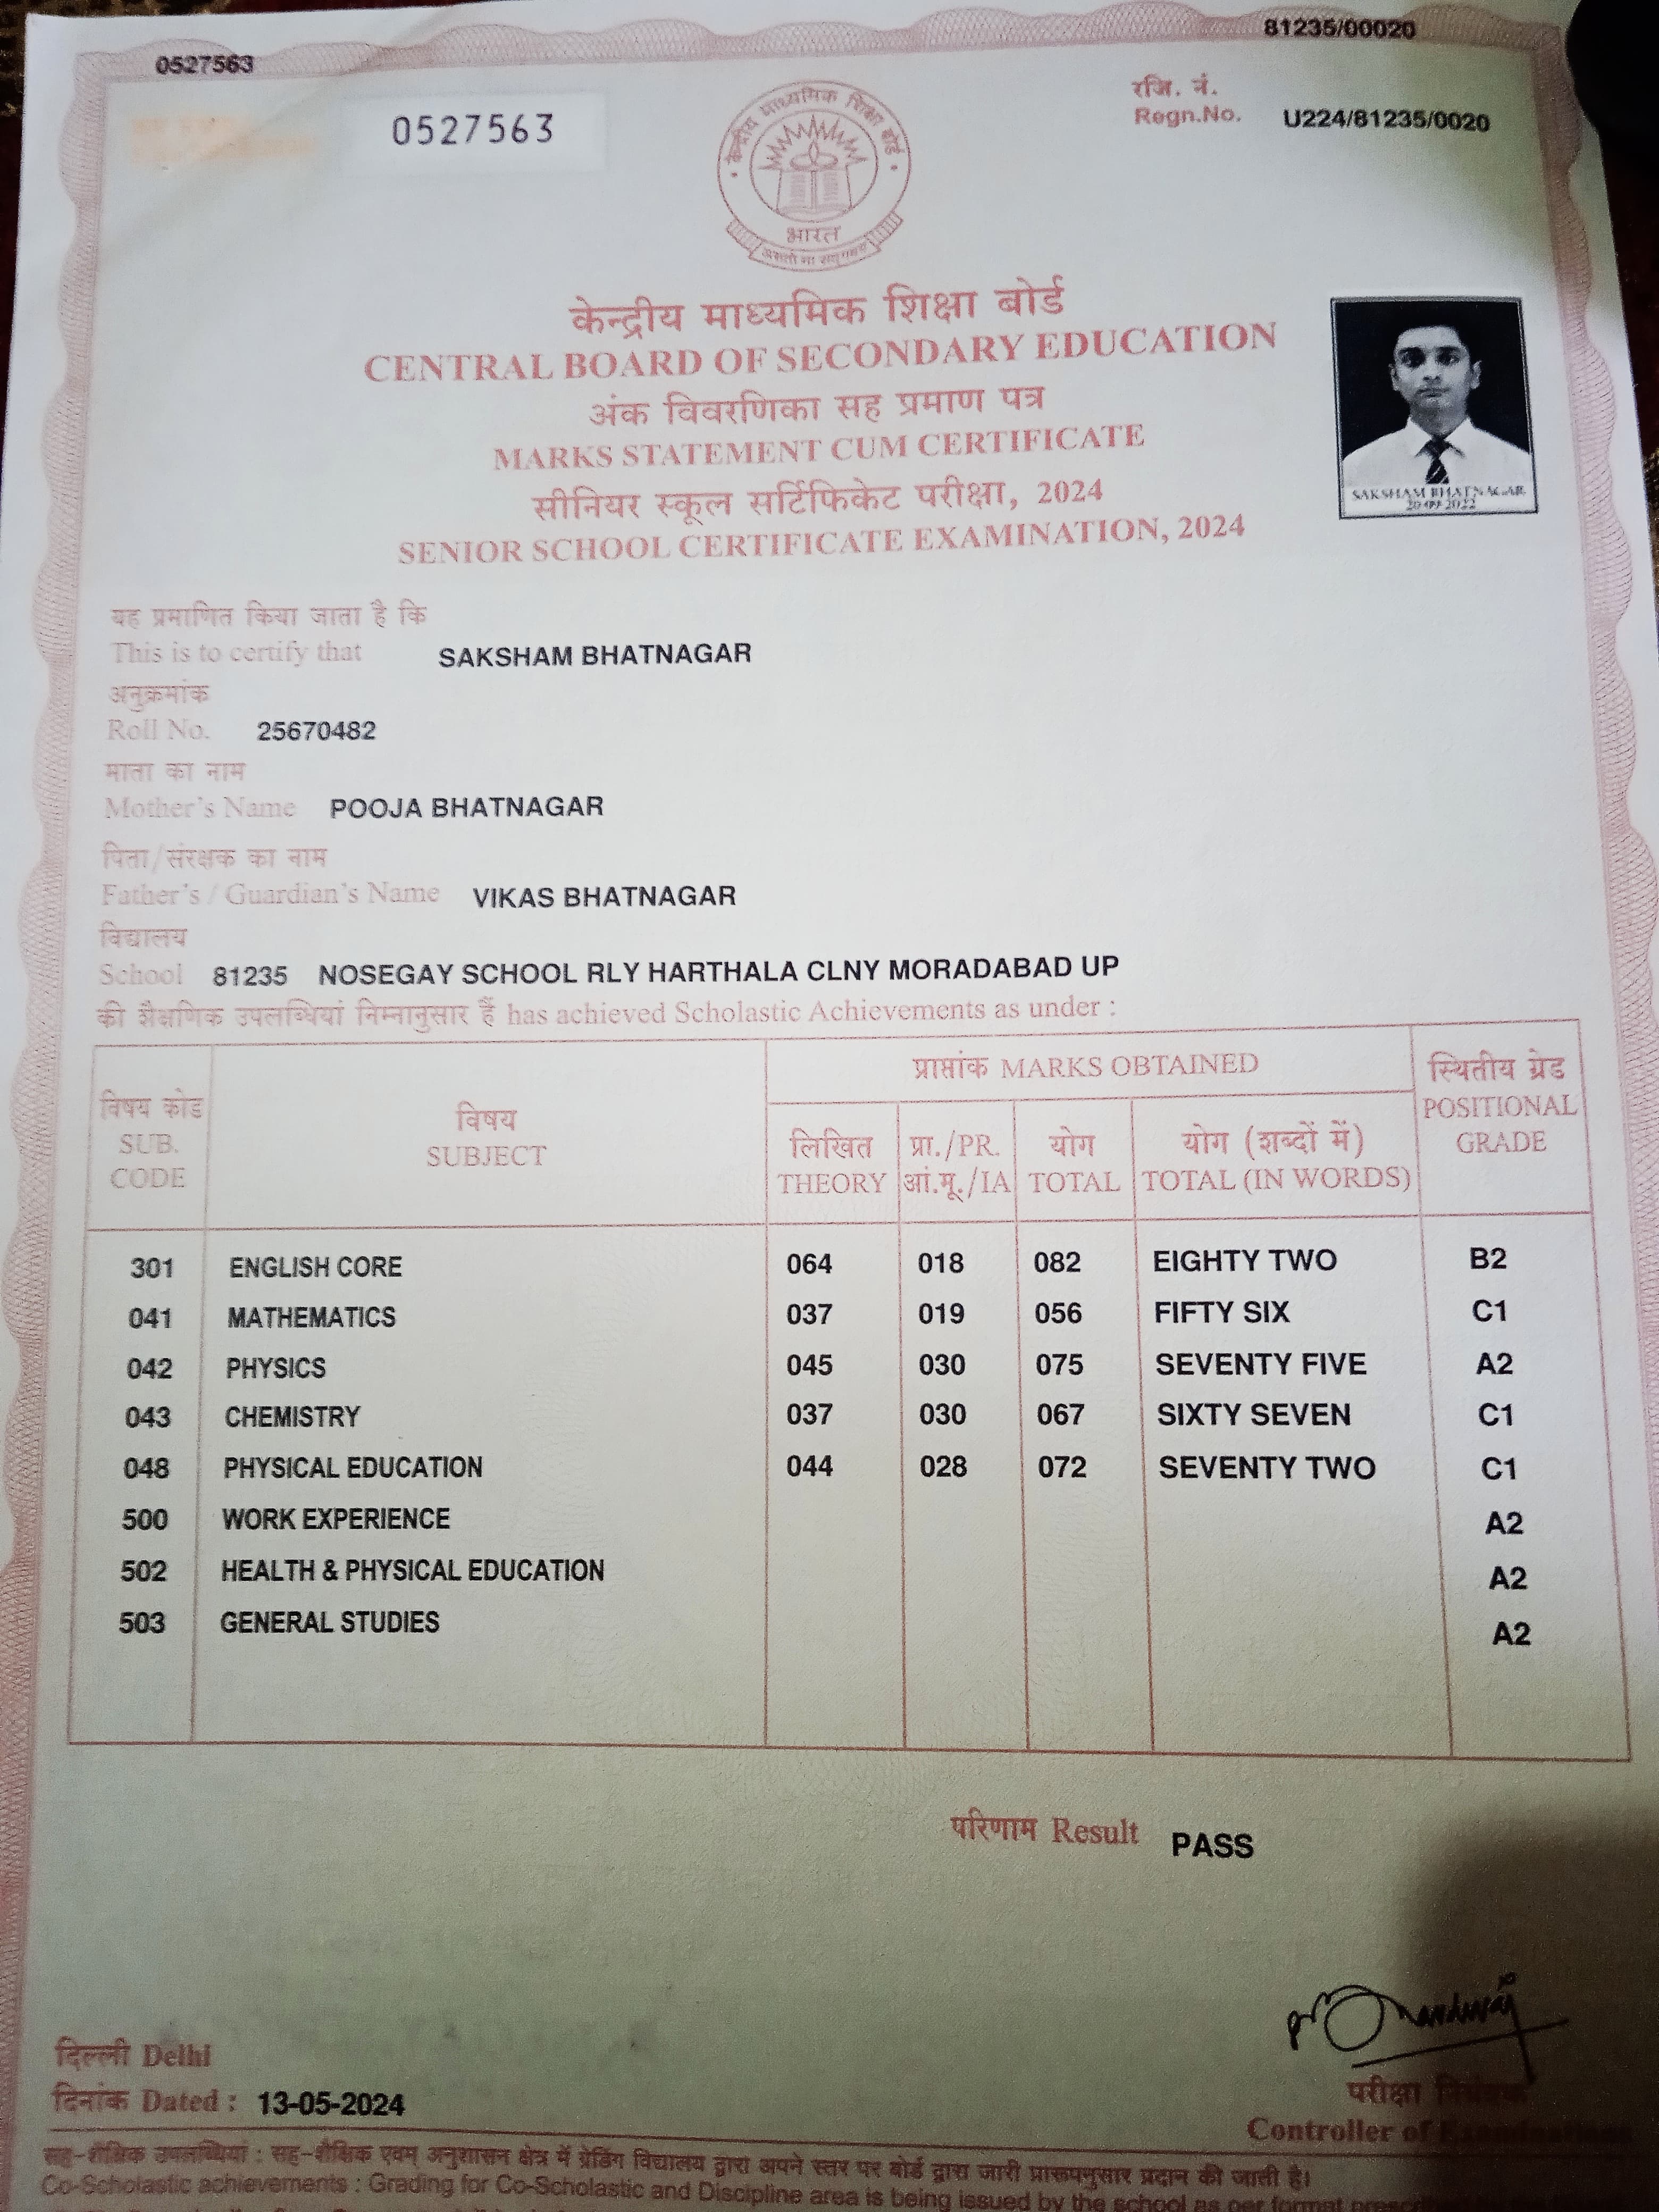 0527563
81235/00020
0527563
रजि. नं.
Regn.No. U224/81235/0020
केन्द्रीय माध्यमिक शिक्षा बोर्ड
भारत
असतो मा सद्गमय
केन्द्रीय माध्यमिक शिक्षा बोर्ड
CENTRAL BOARD OF SECONDARY EDUCATION
अंक विवरणिका सह प्रमाण पत्र
MARKS STATEMENT CUM CERTIFICATE
सीनियर स्कूल सर्टिफिकेट परीक्षा, 2024
SENIOR SCHOOL CERTIFICATE EXAMINATION, 2024
SAKSHAM BHATNAGAR
20 09 2022
यह प्रमाणित किया जाता है कि
This is to certify that SAKSHAM BHATNAGAR
अनुक्रमांक
Roll No. 25670482
माता का नाम
Mother's Name POOJA BHATNAGAR
पिता/संरक्षक का नाम
Father's / Guardian's Name VIKAS BHATNAGAR
विद्यालय
School 81235 NOSEGAY SCHOOL RLY HARTHALA CLNY MORADABAD UP
की शैक्षणिक उपलब्धियां निम्नानुसार हैं has achieved Scholastic Achievements as under :
विषय कोड
SUB.
CODE
विषय
SUBJECT
प्राप्तांक MARKS OBTAINED
लिखित
THEORY
प्रा./PR.
आं.मू./IA
योग
TOTAL
योग (शब्दों में)
TOTAL (IN WORDS)
स्थितीय ग्रेड
POSITIONAL
GRADE
301 ENGLISH CORE 064 018 082 EIGHTY TWO B2
041 MATHEMATICS 037 019 056 FIFTY SIX C1
042 PHYSICS 045 030 075 SEVENTY FIVE A2
043 CHEMISTRY 037 030 067 SIXTY SEVEN C1
048 PHYSICAL EDUCATION 044 028 072 SEVENTY TWO C1
500 WORK EXPERIENCE A2
502 HEALTH & PHYSICAL EDUCATION A2
503 GENERAL STUDIES A2
परिणाम Result PASS
दिल्ली Delhi
दिनांक Dated : 13-05-2024
परीक्षा नियंत्रक
Controller of Examinations
सह-शैक्षिक उपलब्धियां : सह-शैक्षिक एवम् अनुशासन क्षेत्र में ग्रेडिंग विद्यालय द्वारा अपने स्तर पर बोर्ड द्वारा जारी प्रारूपनुसार प्रदान की जाती है।
Co-Scholastic achievements : Grading for Co-Scholastic and Discipline area is being issued by the school as per format